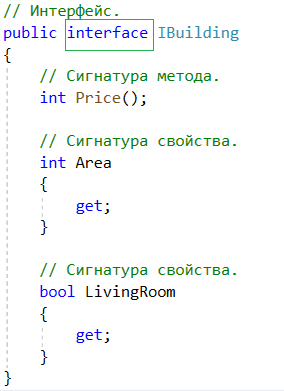 // Интерфейс.
public interface IBuilding
{
// Сигнатура метода.
int Price();
// Сигнатура свойства.
int Area
{
get;
}
// Сигнатура свойства.
bool LivingRoom
{
get;
}
}